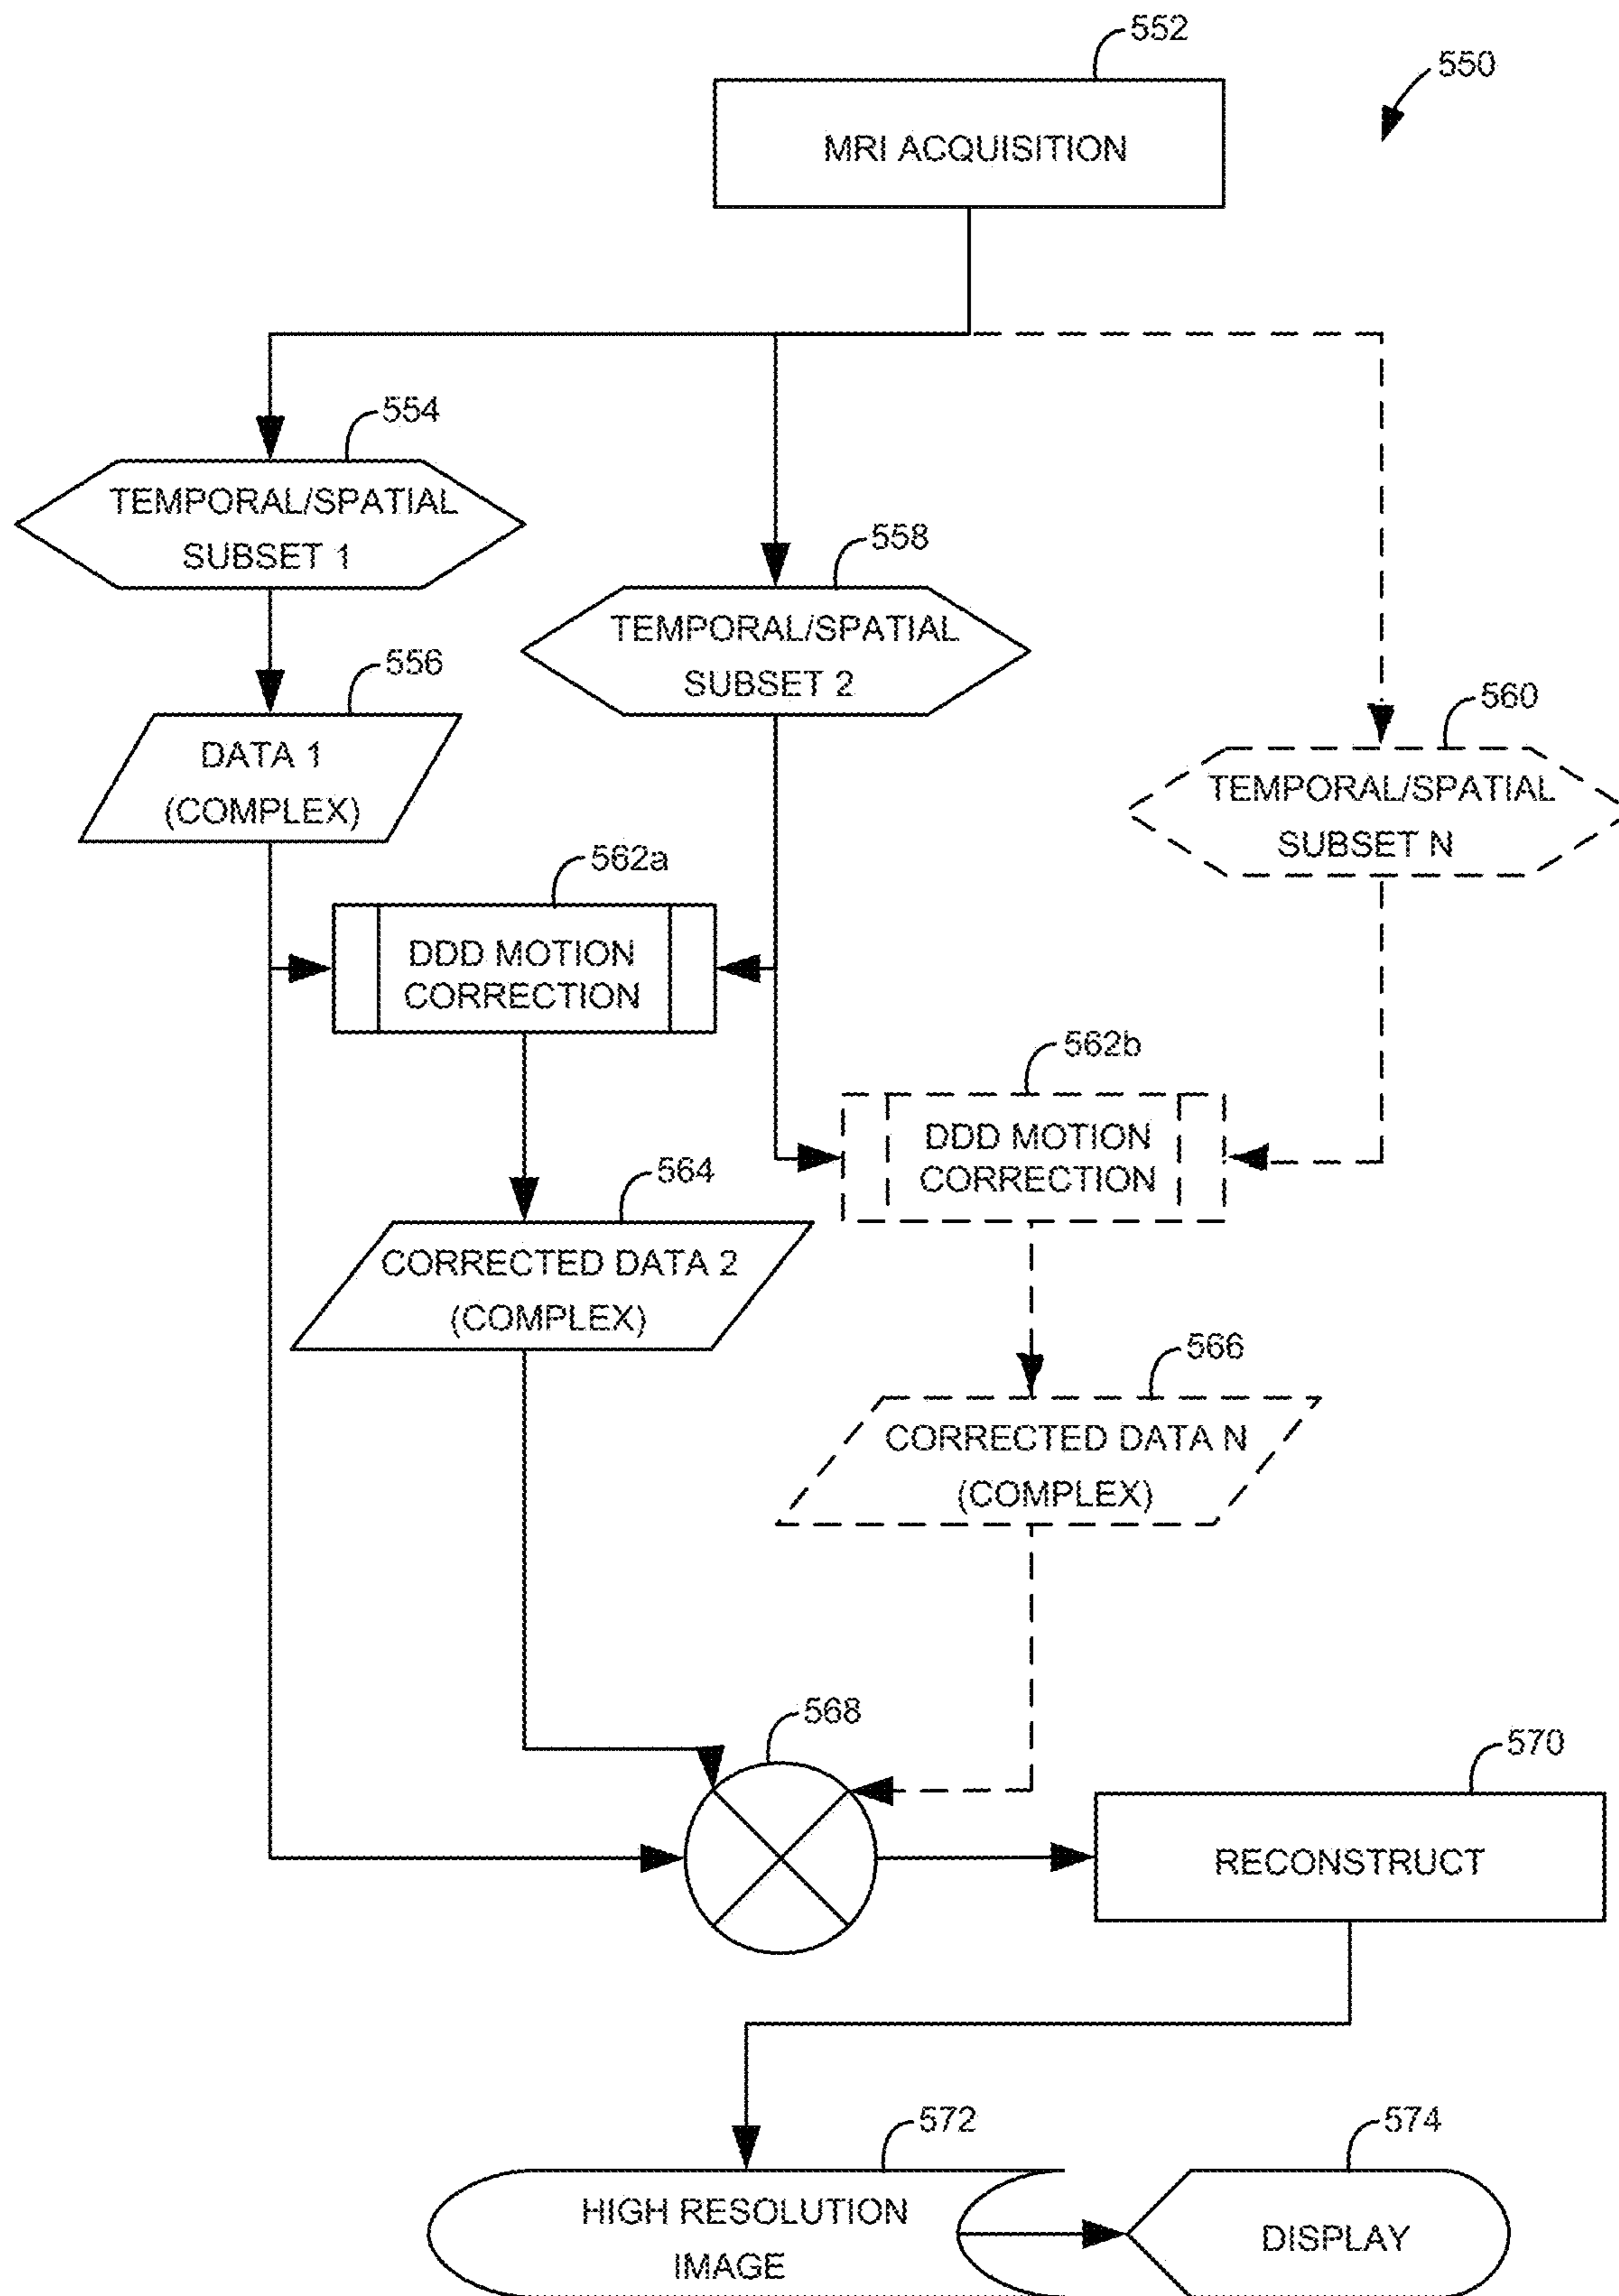 552
550
MRI ACQUISITION
554
TEMPORAL/SPATIAL
SUBSET 1
558
TEMPORAL/SPATIAL
SUBSET 2
556
DATA 1
(COMPLEX)
560
TEMPORAL/SPATIAL
SUBSET N
562a
DDD MOTION
CORRECTION
562b
DDD MOTION
CORRECTION
564
CORRECTED DATA 2
(COMPLEX)
566
CORRECTED DATA N
(COMPLEX)
568
570
RECONSTRUCT
572
HIGH RESOLUTION
IMAGE
574
DISPLAY